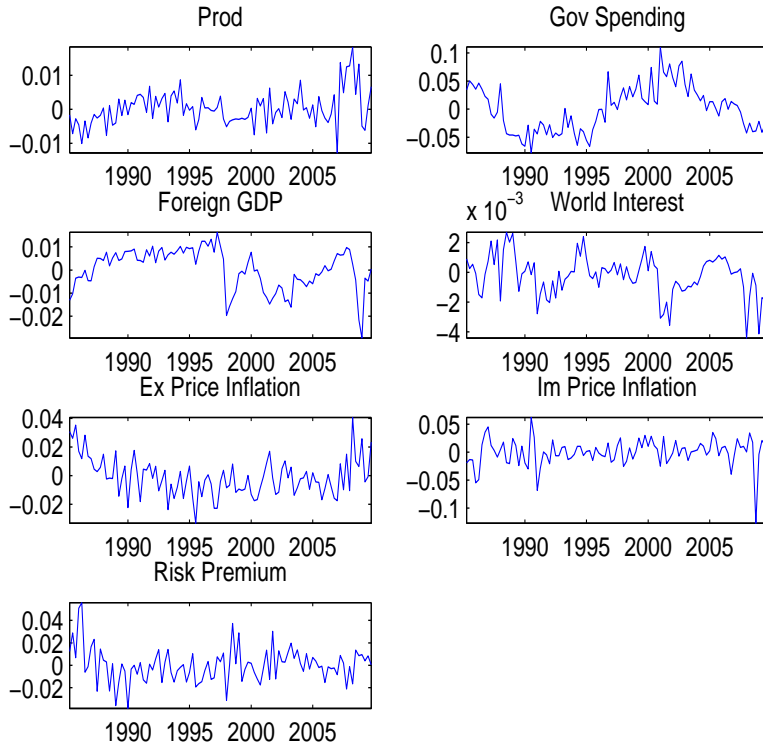 Prod
0.01
0
−0.01
1990 1995 2000 2005
Gov Spending
0.1
0.05
0
−0.05
1990 1995 2000 2005
Foreign GDP
0.01
0
−0.01
−0.02
1990 1995 2000 2005
World Interest
x 10−3
2
0
−2
−4
1990 1995 2000 2005
Ex Price Inflation
0.04
0.02
0
−0.02
1990 1995 2000 2005
Im Price Inflation
0.05
0
−0.05
−0.1
1990 1995 2000 2005
Risk Premium
0.04
0.02
0
−0.02
1990 1995 2000 2005